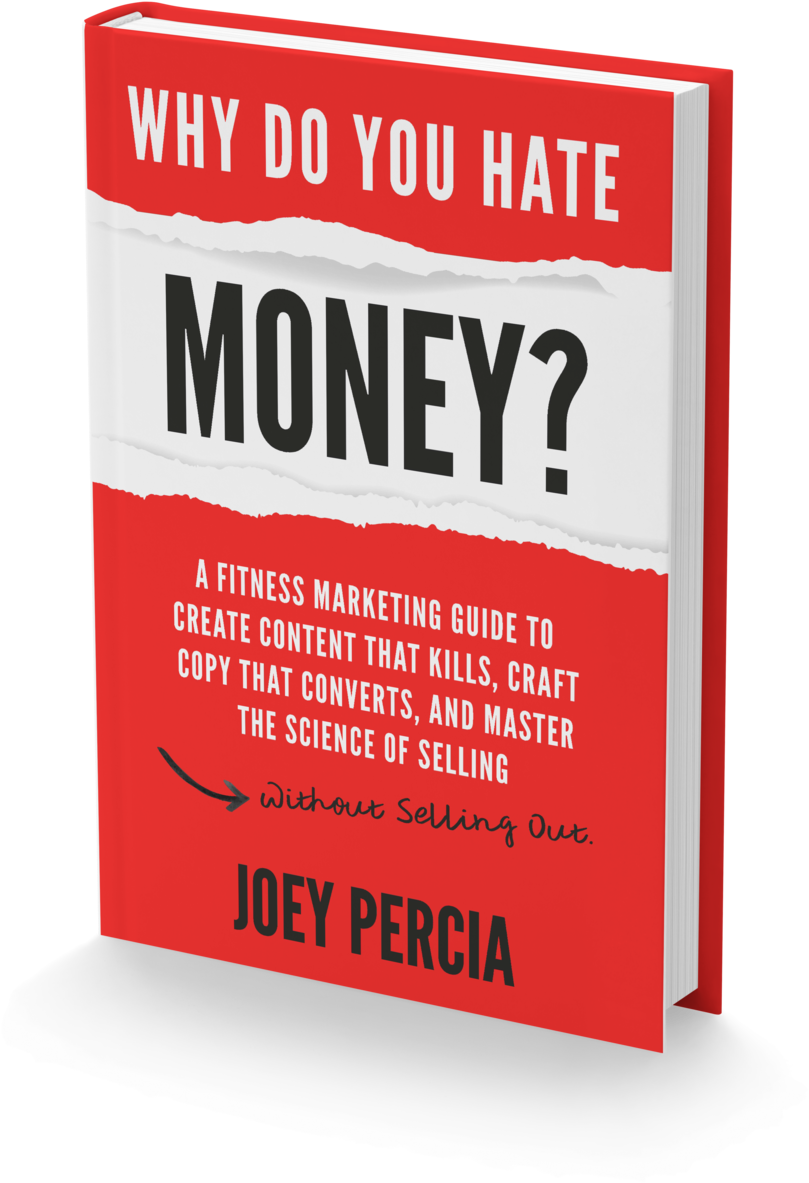 WHY DO YOU HATE
MONEY?
A FITNESS MARKETING GUIDE TO
CREATE CONTENT THAT KILLS, CRAFT
COPY THAT CONVERTS, AND MASTER
THE SCIENCE OF SELLING
Without Selling Out.
JOEY PERCIA